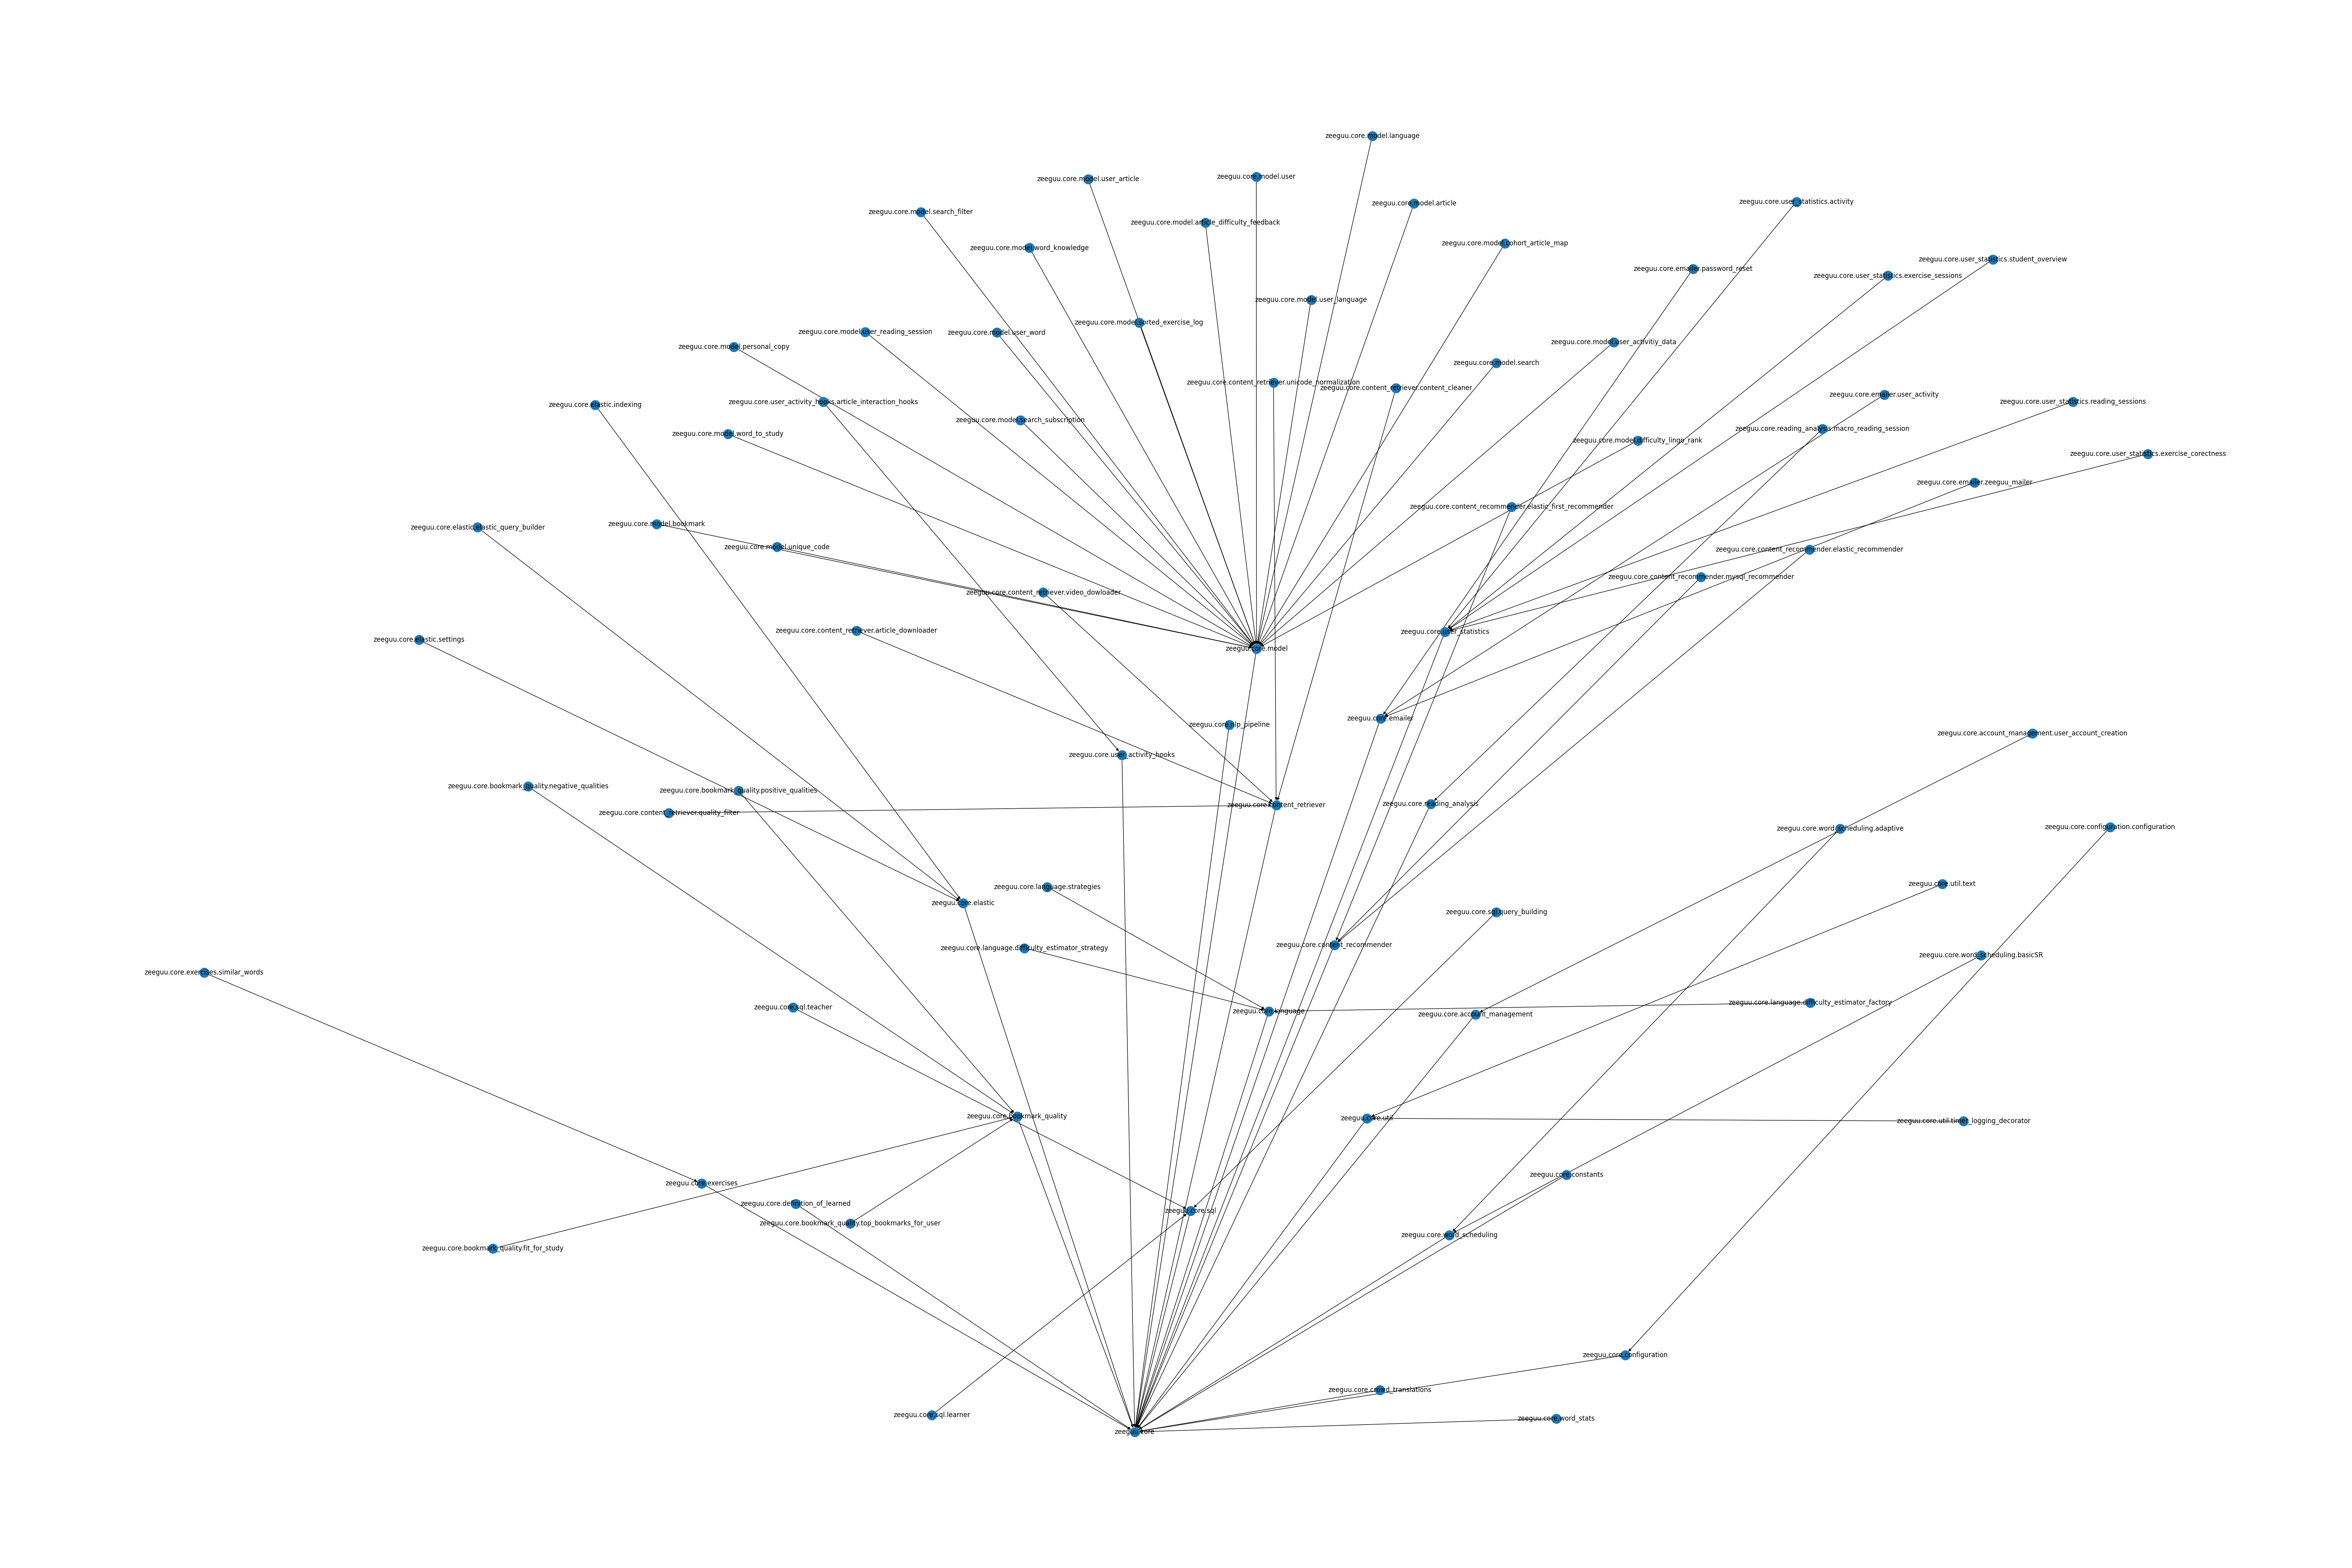 zeeguu.core.model.language
zeeguu.core.model.user
zeeguu.core.model.user_article
zeeguu.core.user_statistics.activity
zeeguu.core.model.article
zeeguu.core.model.search_filter
zeeguu.core.model.article_difficulty_feedback
zeeguu.core.model.cohort_article_map
zeeguu.core.model.word_knowledge
zeeguu.core.user_statistics.student_overview
zeeguu.core.emailer.password_reset
zeeguu.core.user_statistics.exercise_sessions
zeeguu.core.model.user_language
zeeguu.core.model.sorted_exercise_log
zeeguu.core.model.user_reading_session
zeeguu.core.model.user_word
zeeguu.core.model.user_activitiy_data
zeeguu.core.model.personal_copy
zeeguu.core.model.search
zeeguu.core.content_retriever.unicode_normalization
zeeguu.core.content_retriever.content_cleaner
zeeguu.core.emailer.user_activity
zeeguu.core.user_activity_hooks.article_interaction_hooks
zeeguu.core.user_statistics.reading_sessions
zeeguu.core.elastic.indexing
zeeguu.core.model.search_subscription
zeeguu.core.reading_analysis.macro_reading_session
zeeguu.core.model.word_to_study
zeeguu.core.model.difficulty_lingo_rank
zeeguu.core.user_statistics.exercise_corectness
zeeguu.core.emailer.zeeguu_mailer
zeeguu.core.content_recommender.elastic_first_recommender
zeeguu.core.model.bookmark
zeeguu.core.elastic.elastic_query_builder
zeeguu.core.model.unique_code
zeeguu.core.content_recommender.elastic_recommender
zeeguu.core.content_recommender.mysql_recommender
zeeguu.core.content_retriever.video_dowloader
zeeguu.core.content_retriever.article_downloader
zeeguu.core.user_statistics
zeeguu.core.elastic.settings
zeeguu.core.model
zeeguu.core.emailer
zeeguu.core.nlp_pipeline
zeeguu.core.account_management.user_account_creation
zeeguu.core.user_activity_hooks
zeeguu.core.bookmark_quality.negative_qualities
zeeguu.core.bookmark_quality.positive_qualities
zeeguu.core.content_retriever
zeeguu.core.reading_analysis
zeeguu.core.content_retriever.quality_filter
zeeguu.core.word_scheduling.adaptive
zeeguu.core.configuration.configuration
zeeguu.core.util.text
zeeguu.core.language.strategies
zeeguu.core.elastic
zeeguu.core.sql.query_building
zeeguu.core.content_recommender
zeeguu.core.language.difficulty_estimator_strategy
zeeguu.core.word_scheduling.basicSR
zeeguu.core.exercises.similar_words
zeeguu.core.language.difficulty_estimator_factory
zeeguu.core.sql.teacher
zeeguu.core.language
zeeguu.core.account_management
zeeguu.core.bookmark_quality
zeeguu.core.util
zeeguu.core.util.timer_logging_decorator
zeeguu.core.constants
zeeguu.core.exercises
zeeguu.core.definition_of_learned
zeeguu.core.sql
zeeguu.core.bookmark_quality.top_bookmarks_for_user
zeeguu.core.word_scheduling
zeeguu.core.bookmark_quality.fit_for_study
zeeguu.core.configuration
zeeguu.core.crowd_translations
zeeguu.core.sql.learner
zeeguu.core.word_stats
zeeguu.core